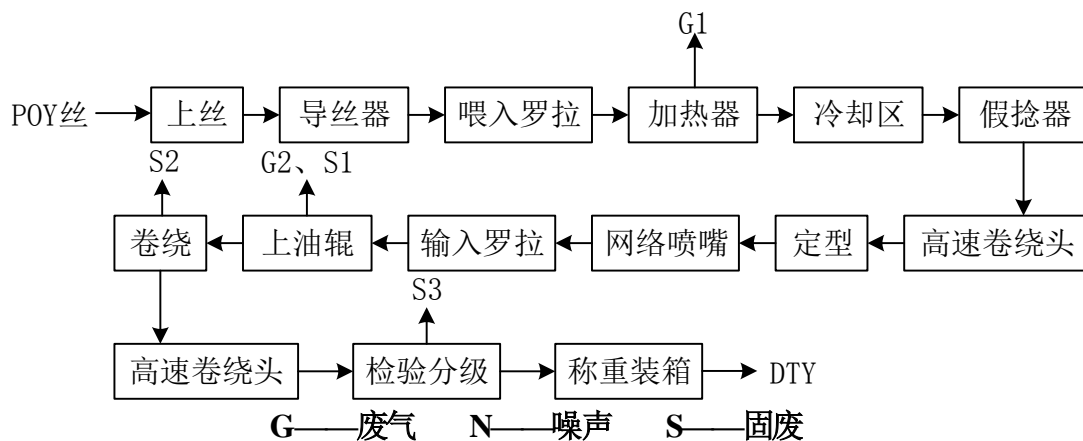 G1
POY丝 上丝 导丝器 喂入罗拉 加热器 冷却区 假捻器
S2 G2、S1
卷绕 上油辊 输入罗拉 网络喷嘴 定型 高速卷绕头
S3
高速卷绕头 检验分级 称重装箱 DTY
G——废气 N——噪声 S——固废